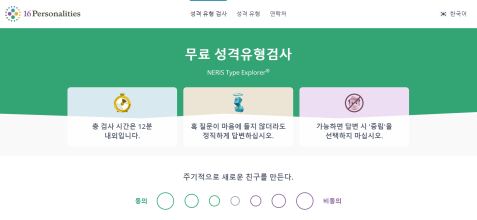 16Personalities
성격 유형 검사 성격 유형 연락처
한국어
무료 성격유형검사
NERIS Type Explorer®
총 검사 시간은 12분
내외입니다.
혹 질문이 마음에 들지 않더라도
정직하게 답변하십시오.
가능하면 답변 시 '중립'을
선택하지 마십시오.
주기적으로 새로운 친구를 만든다.
동의
비동의